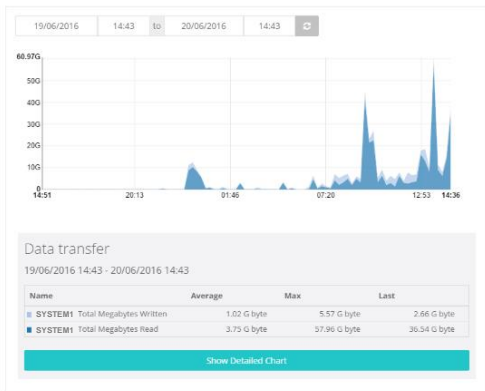 19/06/2016 14:43 to 20/06/2016 14:43
60.97G
50G
40G
30G
20G
10G
0
14:51 20:13 01:46 07:20 12:53 14:36
Data transfer
19/06/2016 14:43 - 20/06/2016 14:43
Name Average Max Last
SYSTEM1 Total Megabytes Written 1.02 G byte 5.57 G byte 2.66 G byte
SYSTEM1 Total Megabytes Read 3.75 G byte 57.96 G byte 36.54 G byte
Show Detailed Chart